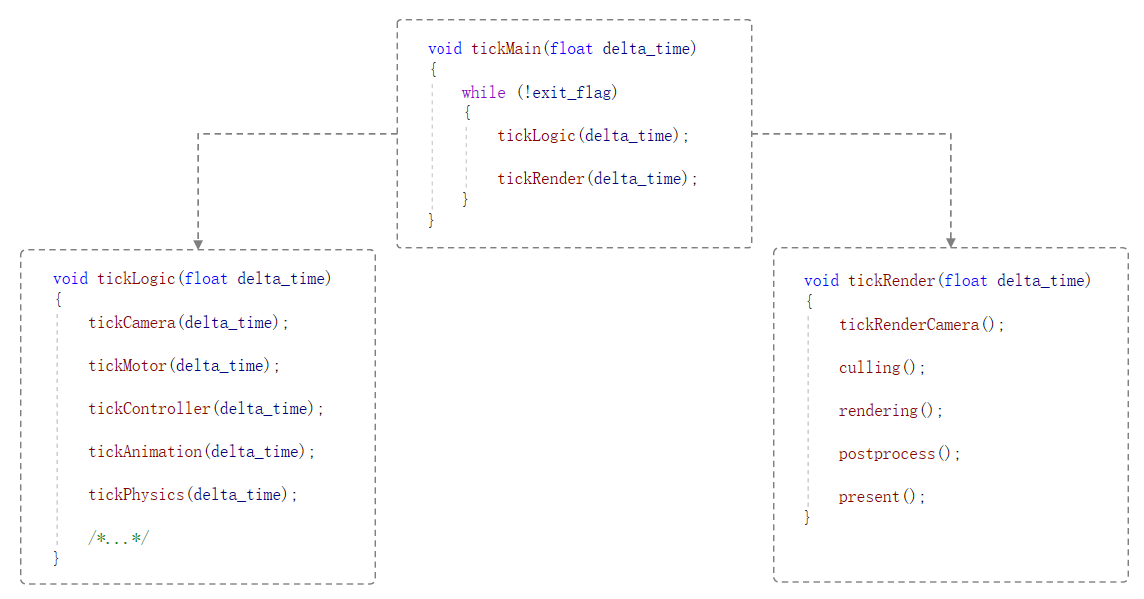 void tickMain(float delta_time)
{
while (!exit_flag)
{
tickLogic(delta_time);
tickRender(delta_time);
}
}
void tickLogic(float delta_time)
{
tickCamera(delta_time);
tickMotor(delta_time);
tickController(delta_time);
tickAnimation(delta_time);
tickPhysics(delta_time);
/*...*/
}
void tickRender(float delta_time)
{
tickRenderCamera();
culling();
rendering();
postprocess();
present();
}